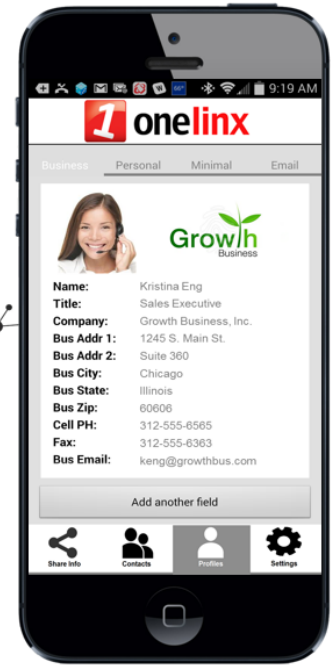 46°
9:19 AM
1 onelinx
Business Personal Minimal Email
Growth
Business
Name: Kristina Eng
Title: Sales Executive
Company: Growth Business, Inc.
Bus Addr 1: 1245 S. Main St.
Bus Addr 2: Suite 360
Bus City: Chicago
Bus State: Illinois
Bus Zip: 60606
Cell PH: 312-555-6565
Fax: 312-555-6363
Bus Email: keng@growthbus.com
Add another field
Share Info Contacts Profiles Settings